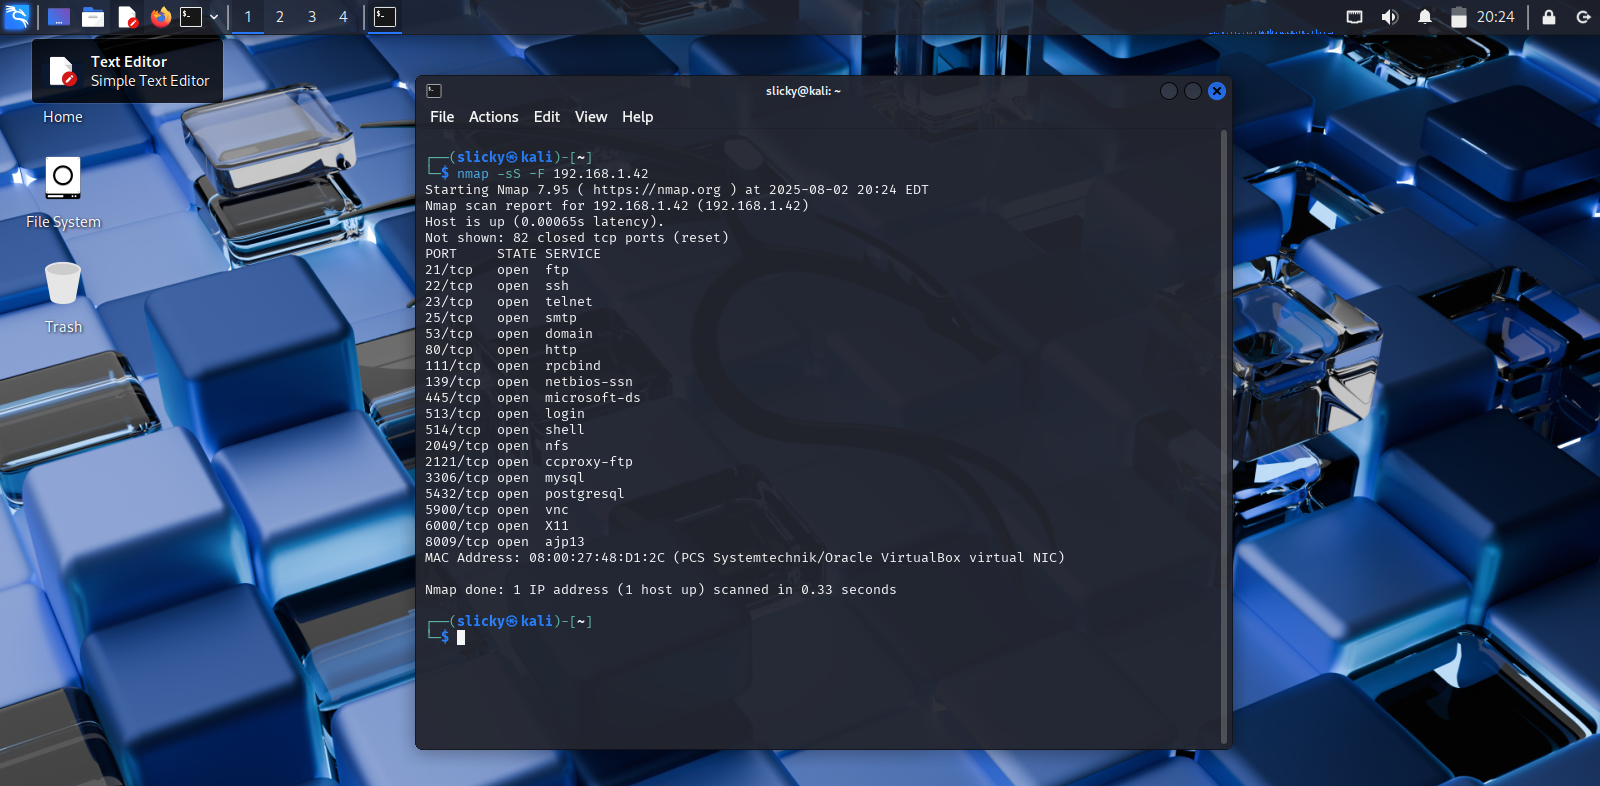 1 2 3 4 20:24
Text Editor
Simple Text Editor
Home
File System
Trash
slicky@kali: ~
File Actions Edit View Help
┌──(slicky㉿kali)-[~]
└─$ nmap -sS -F 192.168.1.42
Starting Nmap 7.95 ( https://nmap.org ) at 2025-08-02 20:24 EDT
Nmap scan report for 192.168.1.42 (192.168.1.42)
Host is up (0.00065s latency).
Not shown: 82 closed tcp ports (reset)
PORT     STATE SERVICE
21/tcp   open  ftp
22/tcp   open  ssh
23/tcp   open  telnet
25/tcp   open  smtp
53/tcp   open  domain
80/tcp   open  http
111/tcp  open  rpcbind
139/tcp  open  netbios-ssn
445/tcp  open  microsoft-ds
513/tcp  open  login
514/tcp  open  shell
2049/tcp open  nfs
2121/tcp open  ccproxy-ftp
3306/tcp open  mysql
5432/tcp open  postgresql
5900/tcp open  vnc
6000/tcp open  X11
8009/tcp open  ajp13
MAC Address: 08:00:27:48:D1:2C (PCS Systemtechnik/Oracle VirtualBox virtual NIC)
Nmap done: 1 IP address (1 host up) scanned in 0.33 seconds
┌──(slicky㉿kali)-[~]
└─$